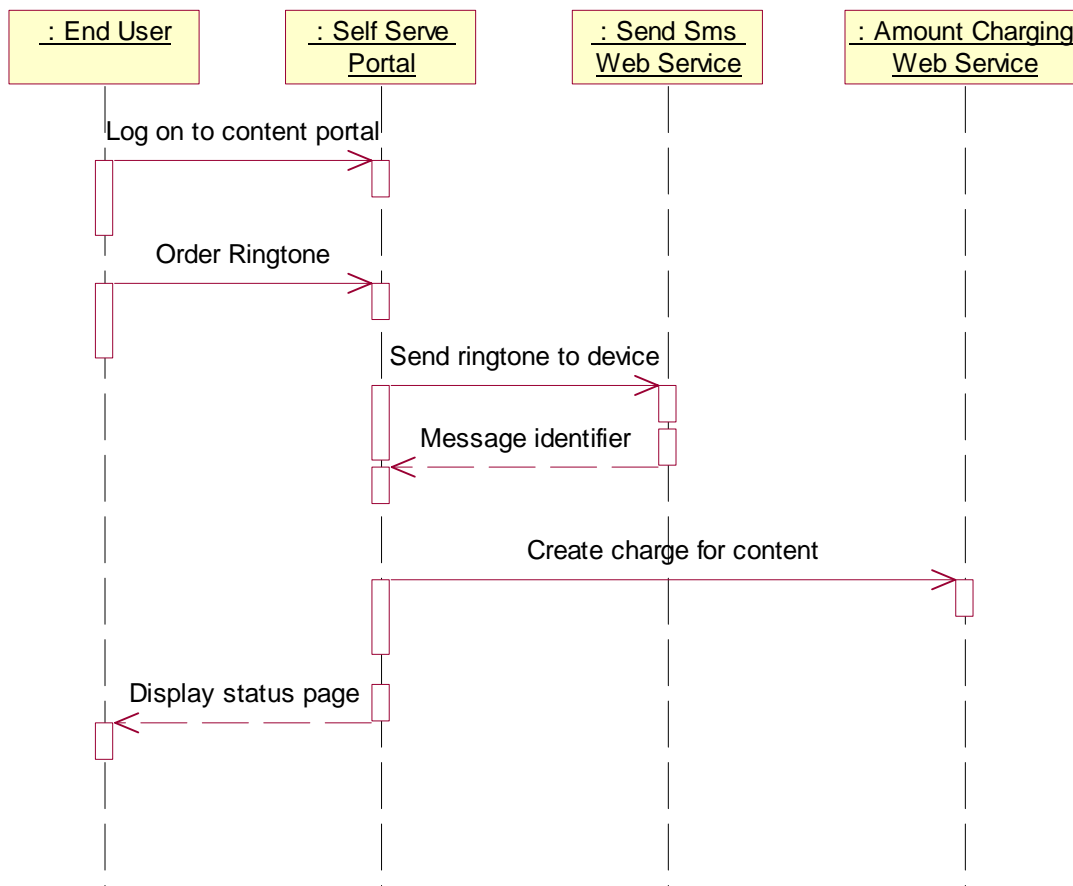 : End User
: Self Serve
Portal
: Send Sms
Web Service
: Amount Charging
Web Service
Log on to content portal
Order Ringtone
Send ringtone to device
Message identifier
Create charge for content
Display status page